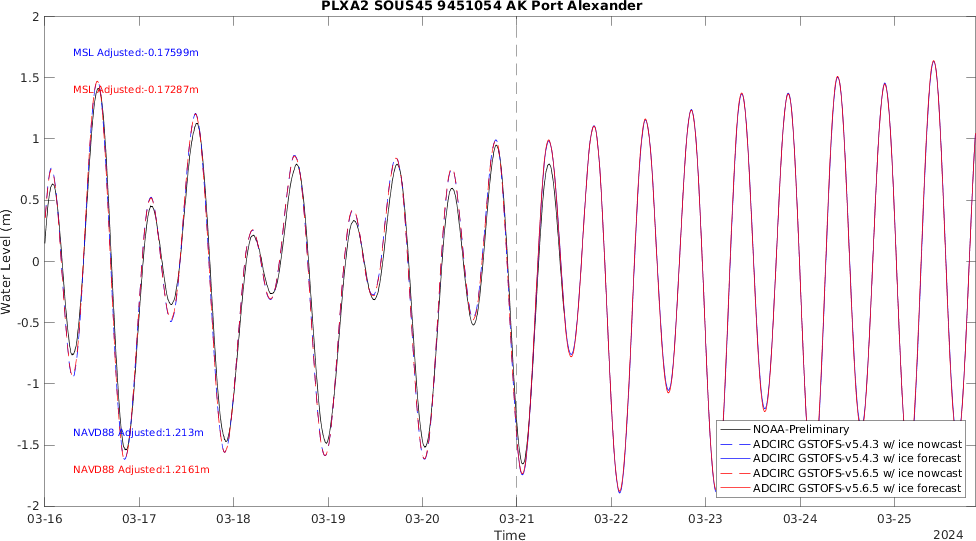 PLXA2 SOUS45 9451054 AK Port Alexander
2
1.5
1
0.5
0
-0.5
-1
-1.5
-2
Water Level (m)
MSL Adjusted:-0.17599m
MSL Adjusted:-0.17287m
NAVD88 Adjusted:1.213m
NAVD88 Adjusted:1.2161m
NOAA-Preliminary
ADCIRC GSTOFS-v5.4.3 w/ ice nowcast
ADCIRC GSTOFS-v5.4.3 w/ ice forecast
ADCIRC GSTOFS-v5.6.5 w/ ice nowcast
ADCIRC GSTOFS-v5.6.5 w/ ice forecast
03-16 03-17 03-18 03-19 03-20 03-21 03-22 03-23 03-24 03-25
Time
2024